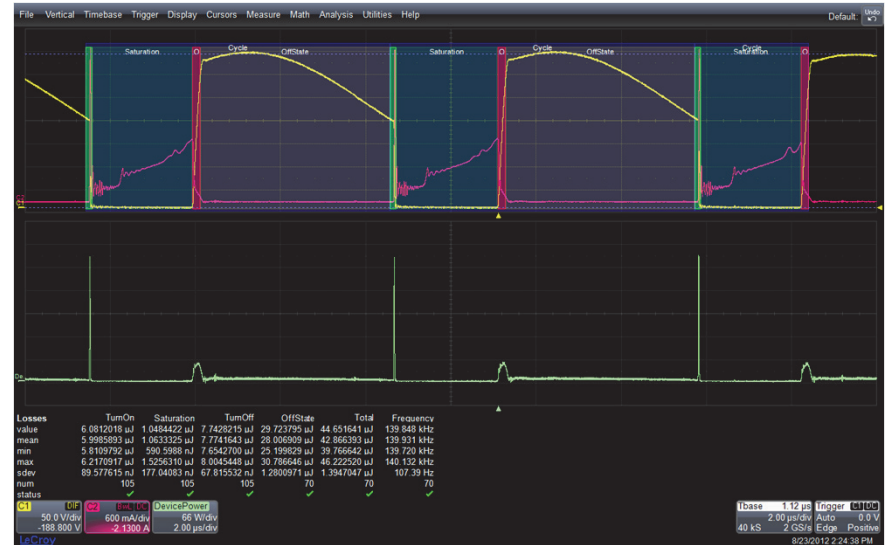 File Vertical Timebase Trigger Display Cursors Measure Math Analysis Utilities Help Default: Undo
Saturation O Cycle OffState Saturation O Cycle OffState Cycle Saturation O
C1
De
Losses TurnOn Saturation TurnOff OffState Total Frequency
value 6.0812018 µJ 1.0484422 µJ 7.7428215 µJ 29.723795 µJ 44.651641 µJ 139.848 kHz
mean 5.9985893 µJ 1.0633325 µJ 7.7741643 µJ 28.006909 µJ 42.866393 µJ 139.931 kHz
min 5.8109792 µJ 590.5988 nJ 7.6542700 µJ 25.199829 µJ 39.766642 µJ 139.720 kHz
max 6.2170917 µJ 1.5256310 µJ 8.0045448 µJ 30.786646 µJ 46.222520 µJ 140.132 kHz
sdev 89.577615 nJ 177.04083 nJ 67.815532 nJ 1.2800971 µJ 1.3947047 µJ 107.39 Hz
num 105 105 105 70 70 70
status
C1 DIF C2 DC DevicePower Tbase 1.12 µs Trigger C1 DC
50.0 V/div 600 mA/div 66 W/div 2.00 µs/div Auto 0.0 V
-188.800 V -2.1300 A 2.00 µs/div 40 kS 2 GS/s Edge Positive
LeCroy 8/23/2012 2:24:38 PM